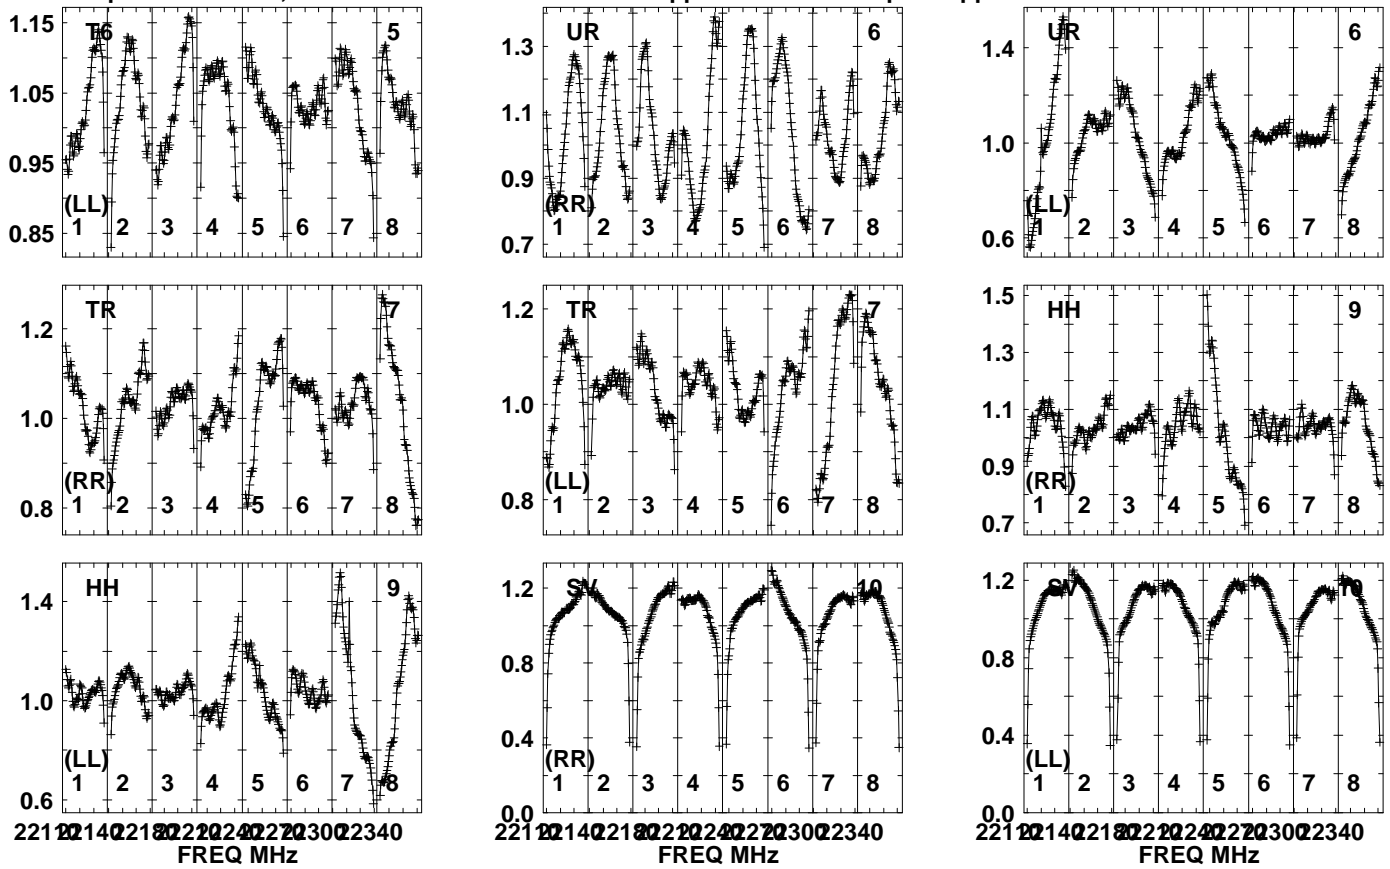 1.15 T6 5
1.05
0.95
0.85
(LL)
1 2 3 4 5 6 7 8
1.3 UR 6
1.1
0.9
0.7
(RR)
1 2 3 4 5 6 7 8
1.4 UR 6
1.0
0.6
(LL)
1 2 3 4 5 6 7 8
TR 7
1.2
1.0
0.8
(RR)
1 2 3 4 5 6 7 8
1.2 TR 7
1.0
0.8
(LL)
1 2 3 4 5 6 7 8
1.5 HH 9
1.3
1.1
0.9
0.7
(RR)
1 2 3 4 5 6 7 8
HH 9
1.4
1.0
0.6
(LL)
1 2 3 4 5 6 7 8
1.2 SV 10
0.8
0.4
0.0
(RR)
1 2 3 4 5 6 7 8
1.2 SV 10
0.8
0.4
0.0
(LL)
1 2 3 4 5 6 7 8
FREQ MHz
FREQ MHz